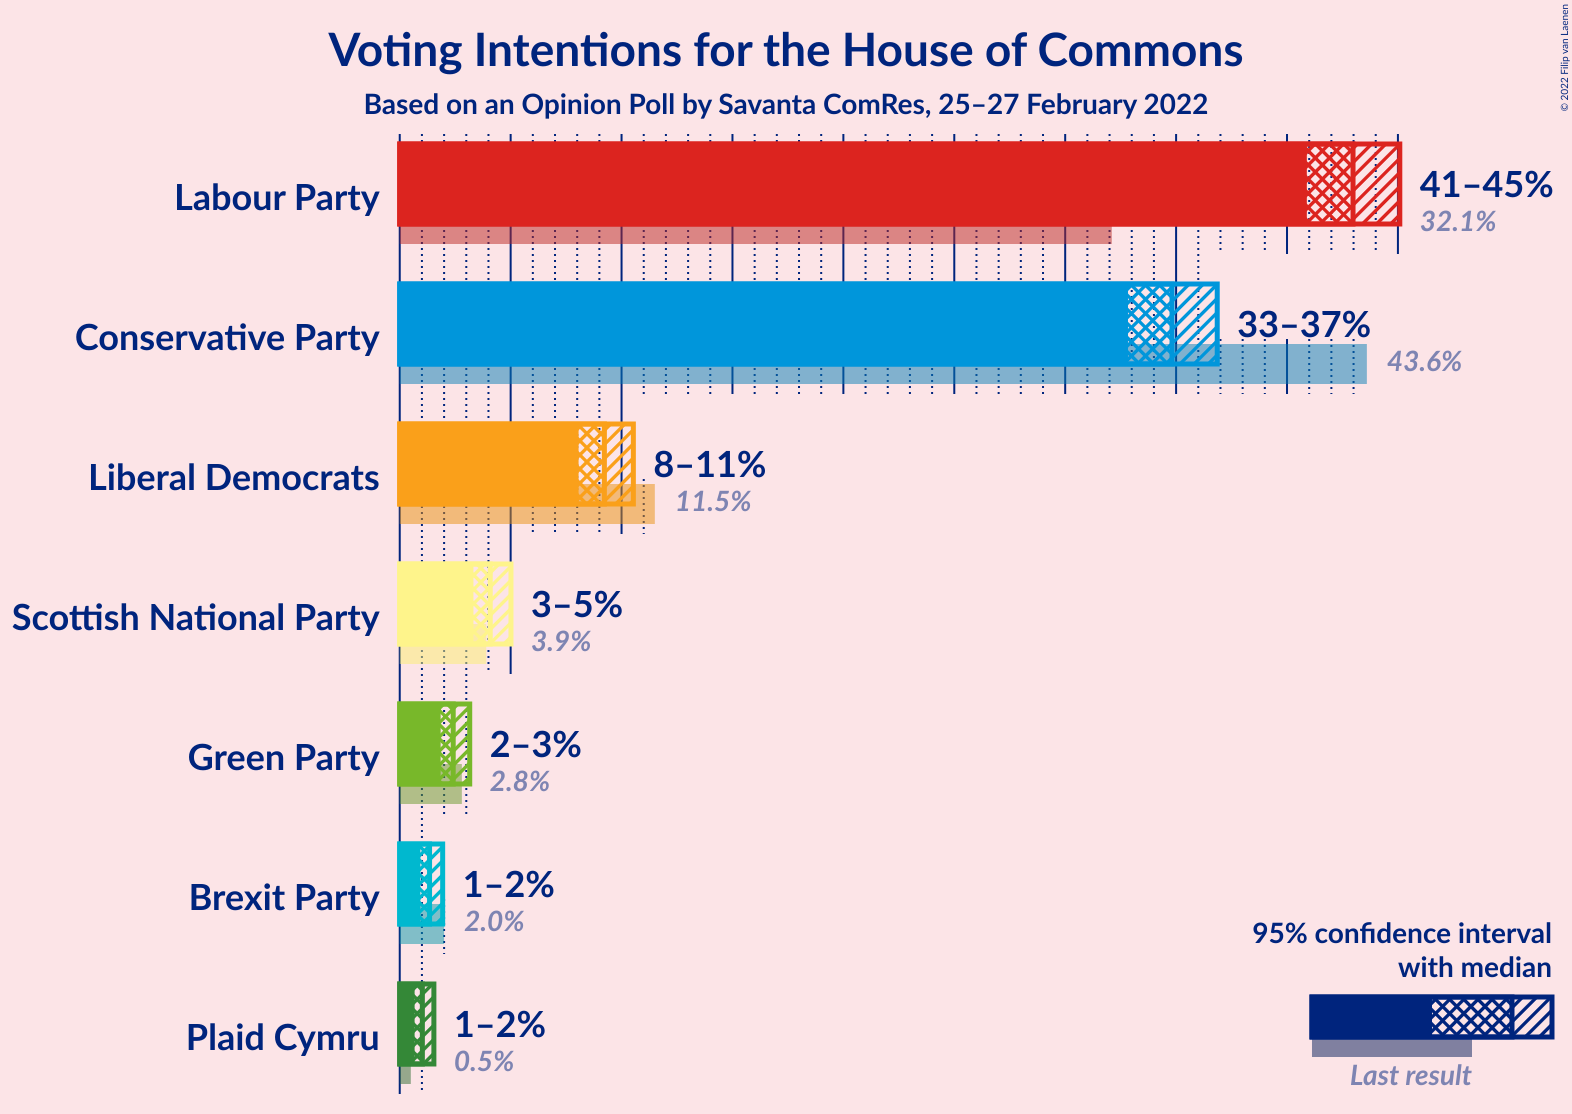 Voting Intentions for the House of Commons
Based on an Opinion Poll by Savanta ComRes, 25–27 February 2022
© 2022 Filip van Laenen
Labour Party
41–45%
32.1%
Conservative Party
33–37%
43.6%
Liberal Democrats
8–11%
11.5%
Scottish National Party
3–5%
3.9%
Green Party
2–3%
2.8%
Brexit Party
1–2%
2.0%
Plaid Cymru
1–2%
0.5%
95% confidence interval
with median
Last result